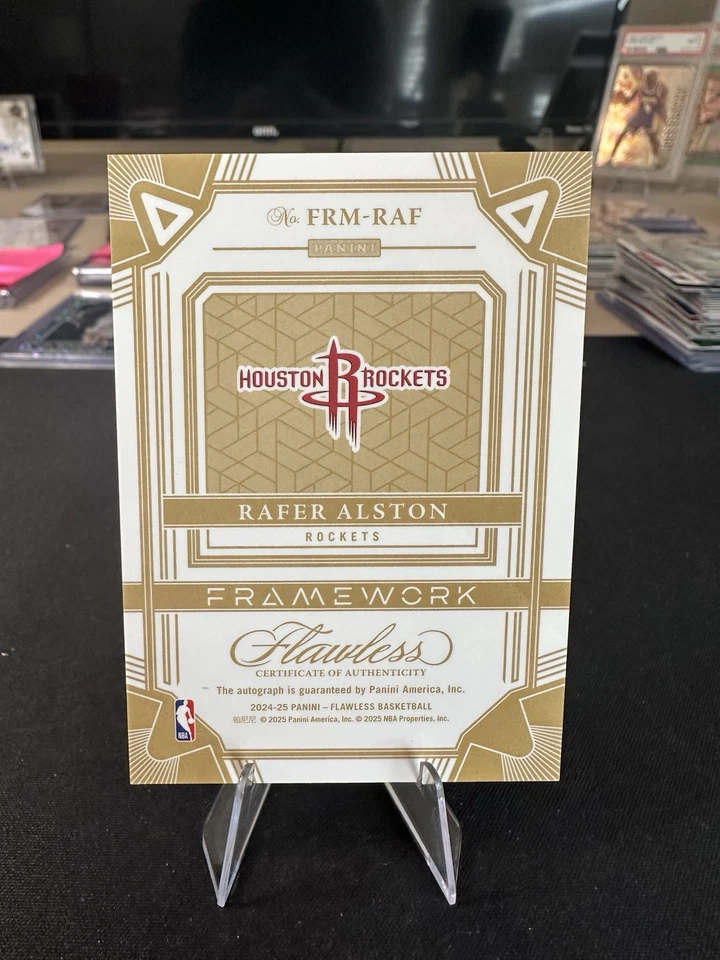 No. FRM-RAF
PANINI
HOUSTON R ROCKETS
RAFER ALSTON
ROCKETS
FRAMEWORK
Flawless
CERTIFICATE OF AUTHENTICITY
The autograph is guaranteed by Panini America, Inc.
2024-25 PANINI – FLAWLESS BASKETBALL
帕尼尼 © 2025 Panini America, Inc. © 2025 NBA Properties, Inc.
NBA
onn.